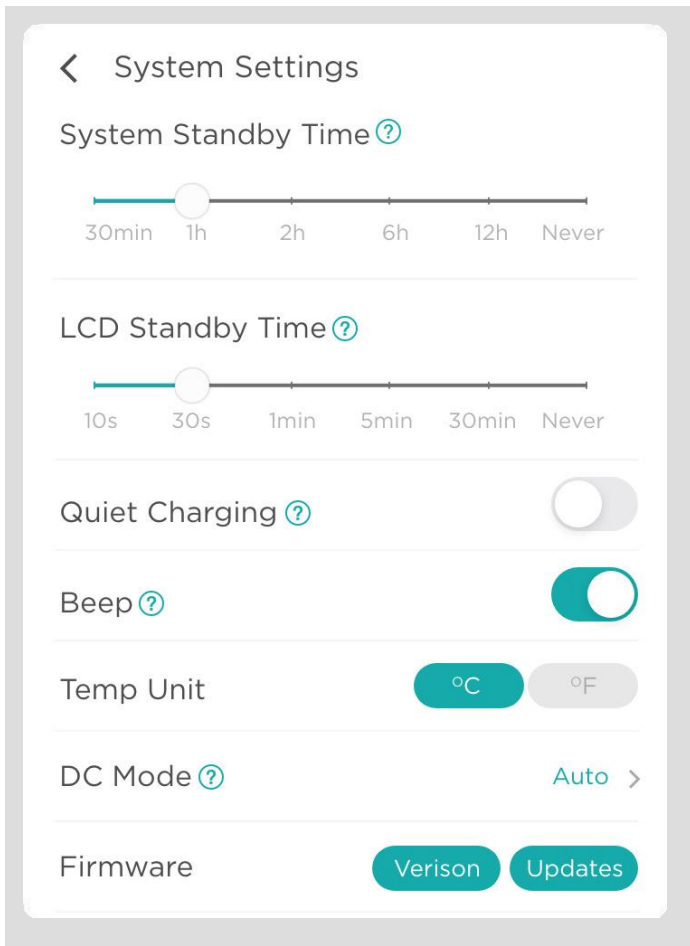 System Settings
System Standby Time ?
30min 1h 2h 6h 12h Never
LCD Standby Time ?
10s 30s 1min 5min 30min Never
Quiet Charging ?
Beep ?
Temp Unit °C °F
DC Mode ? Auto
Firmware Verison Updates